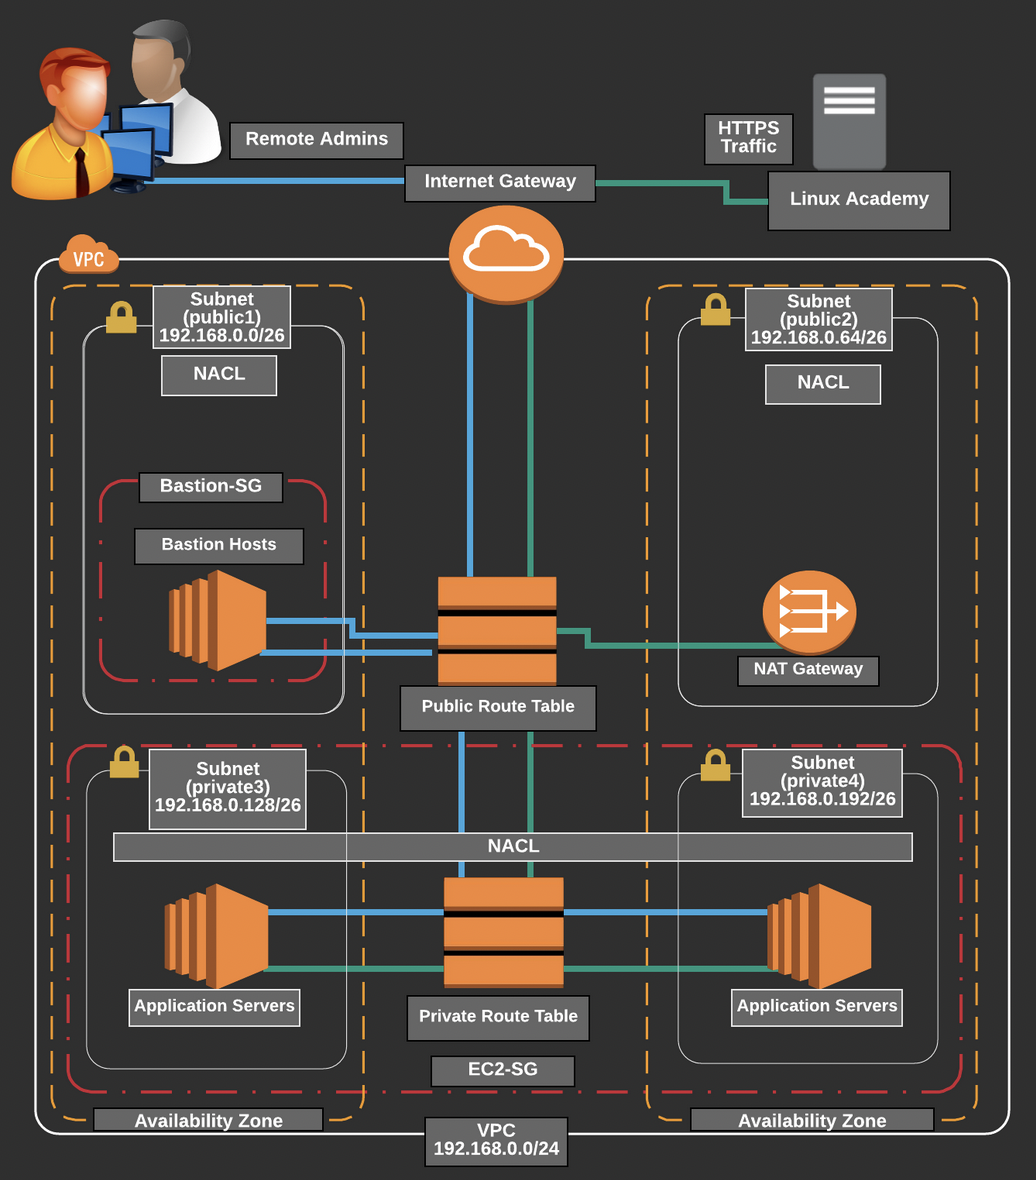 Remote Admins
HTTPS
Traffic
Internet Gateway
Linux Academy
VPC
Subnet
(public1)
192.168.0.0/26
NACL
Subnet
(public2)
192.168.0.64/26
NACL
Bastion-SG
Bastion Hosts
NAT Gateway
Public Route Table
Subnet
(private3)
192.168.0.128/26
Subnet
(private4)
192.168.0.192/26
NACL
Application Servers
Private Route Table
Application Servers
EC2-SG
Availability Zone
Availability Zone
VPC
192.168.0.0/24